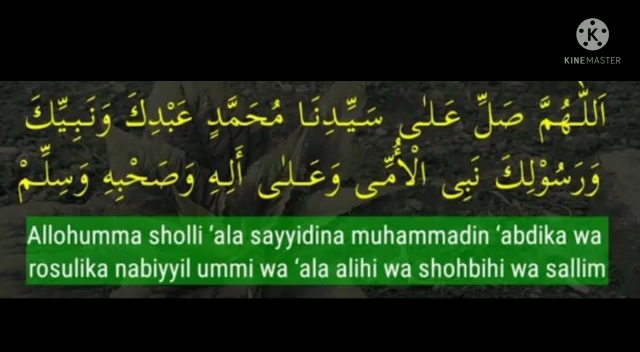 KINEMASTER
اَللّٰهُمَّ صَلِّ عَلٰى سَيِّدِنَا مُحَمَّدٍ عَبْدِكَ وَنَبِيِّكَ
وَرَسُوْلِكَ نَبِى الْأُمِّى وَعَلٰى أَلِهِ وَصَحْبِهِ وَسِلِّمْ
Allohumma sholli ‘ala sayyidina muhammadin ‘abdika wa
rosulika nabiyyil ummi wa ‘ala alihi wa shohbihi wa sallim